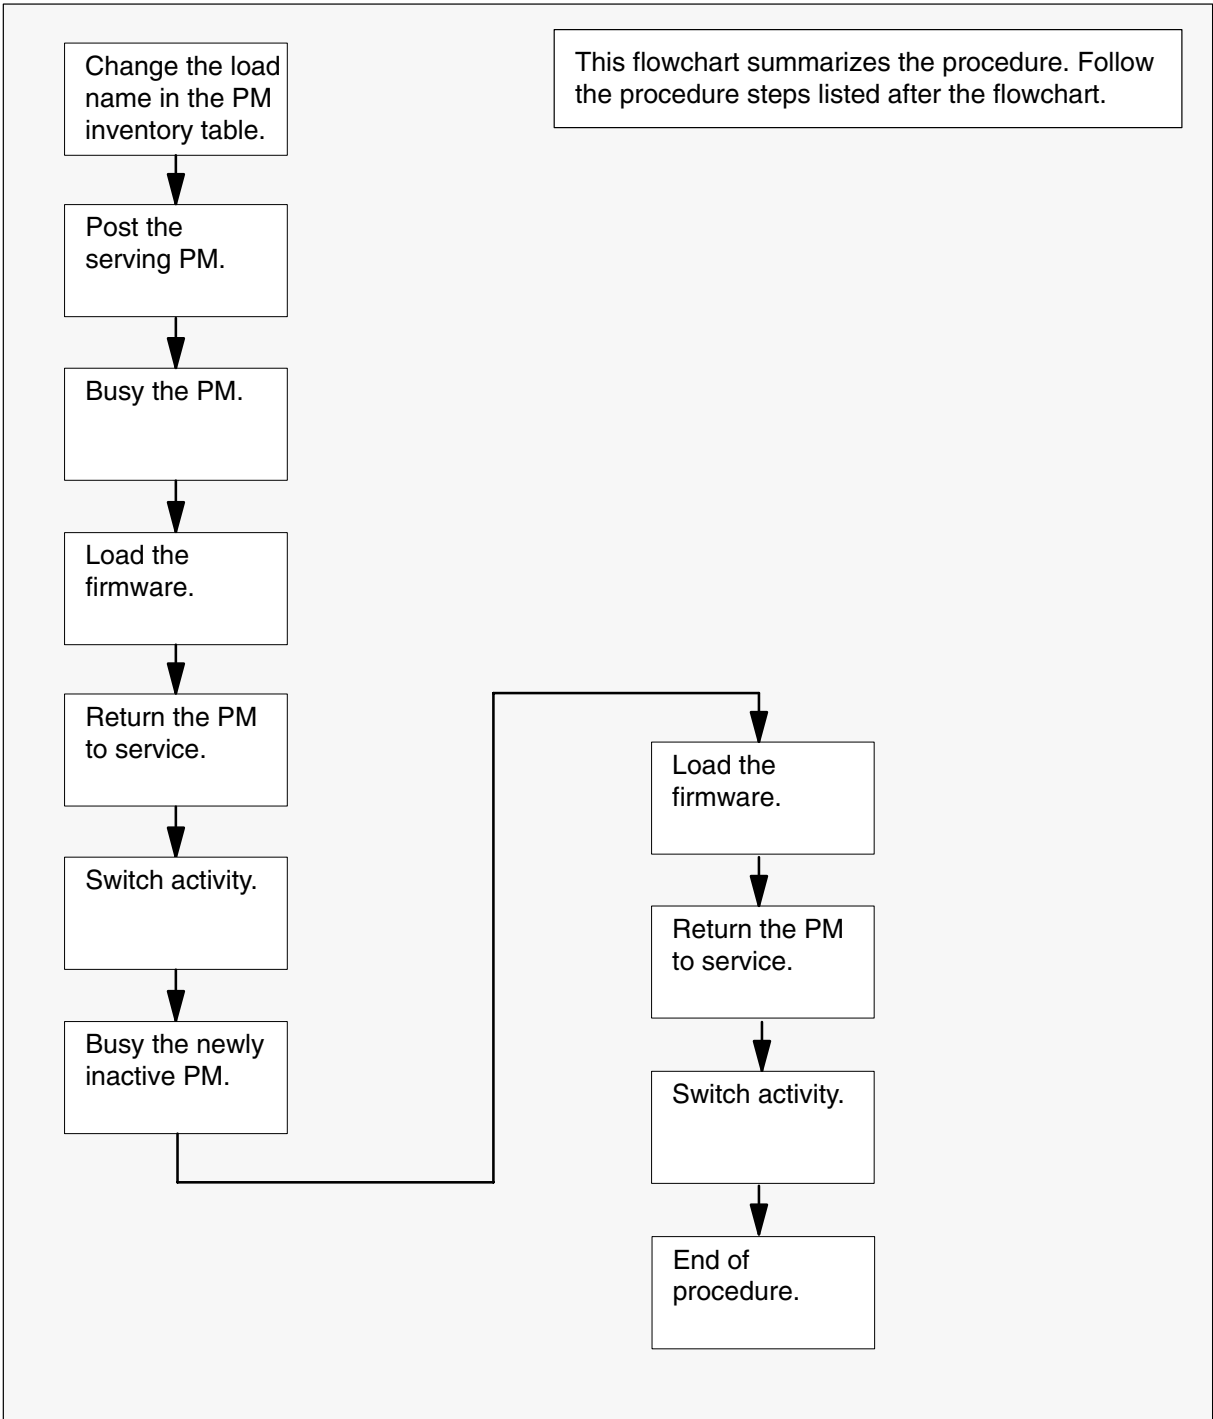 Change the load
name in the PM
inventory table.
This flowchart summarizes the procedure. Follow
the procedure steps listed after the flowchart.
Post the
serving PM.
Busy the PM.
Load the
firmware.
Return the PM
to service.
Switch activity.
Busy the newly
inactive PM.
Load the
firmware.
Return the PM
to service.
Switch activity.
End of
procedure.